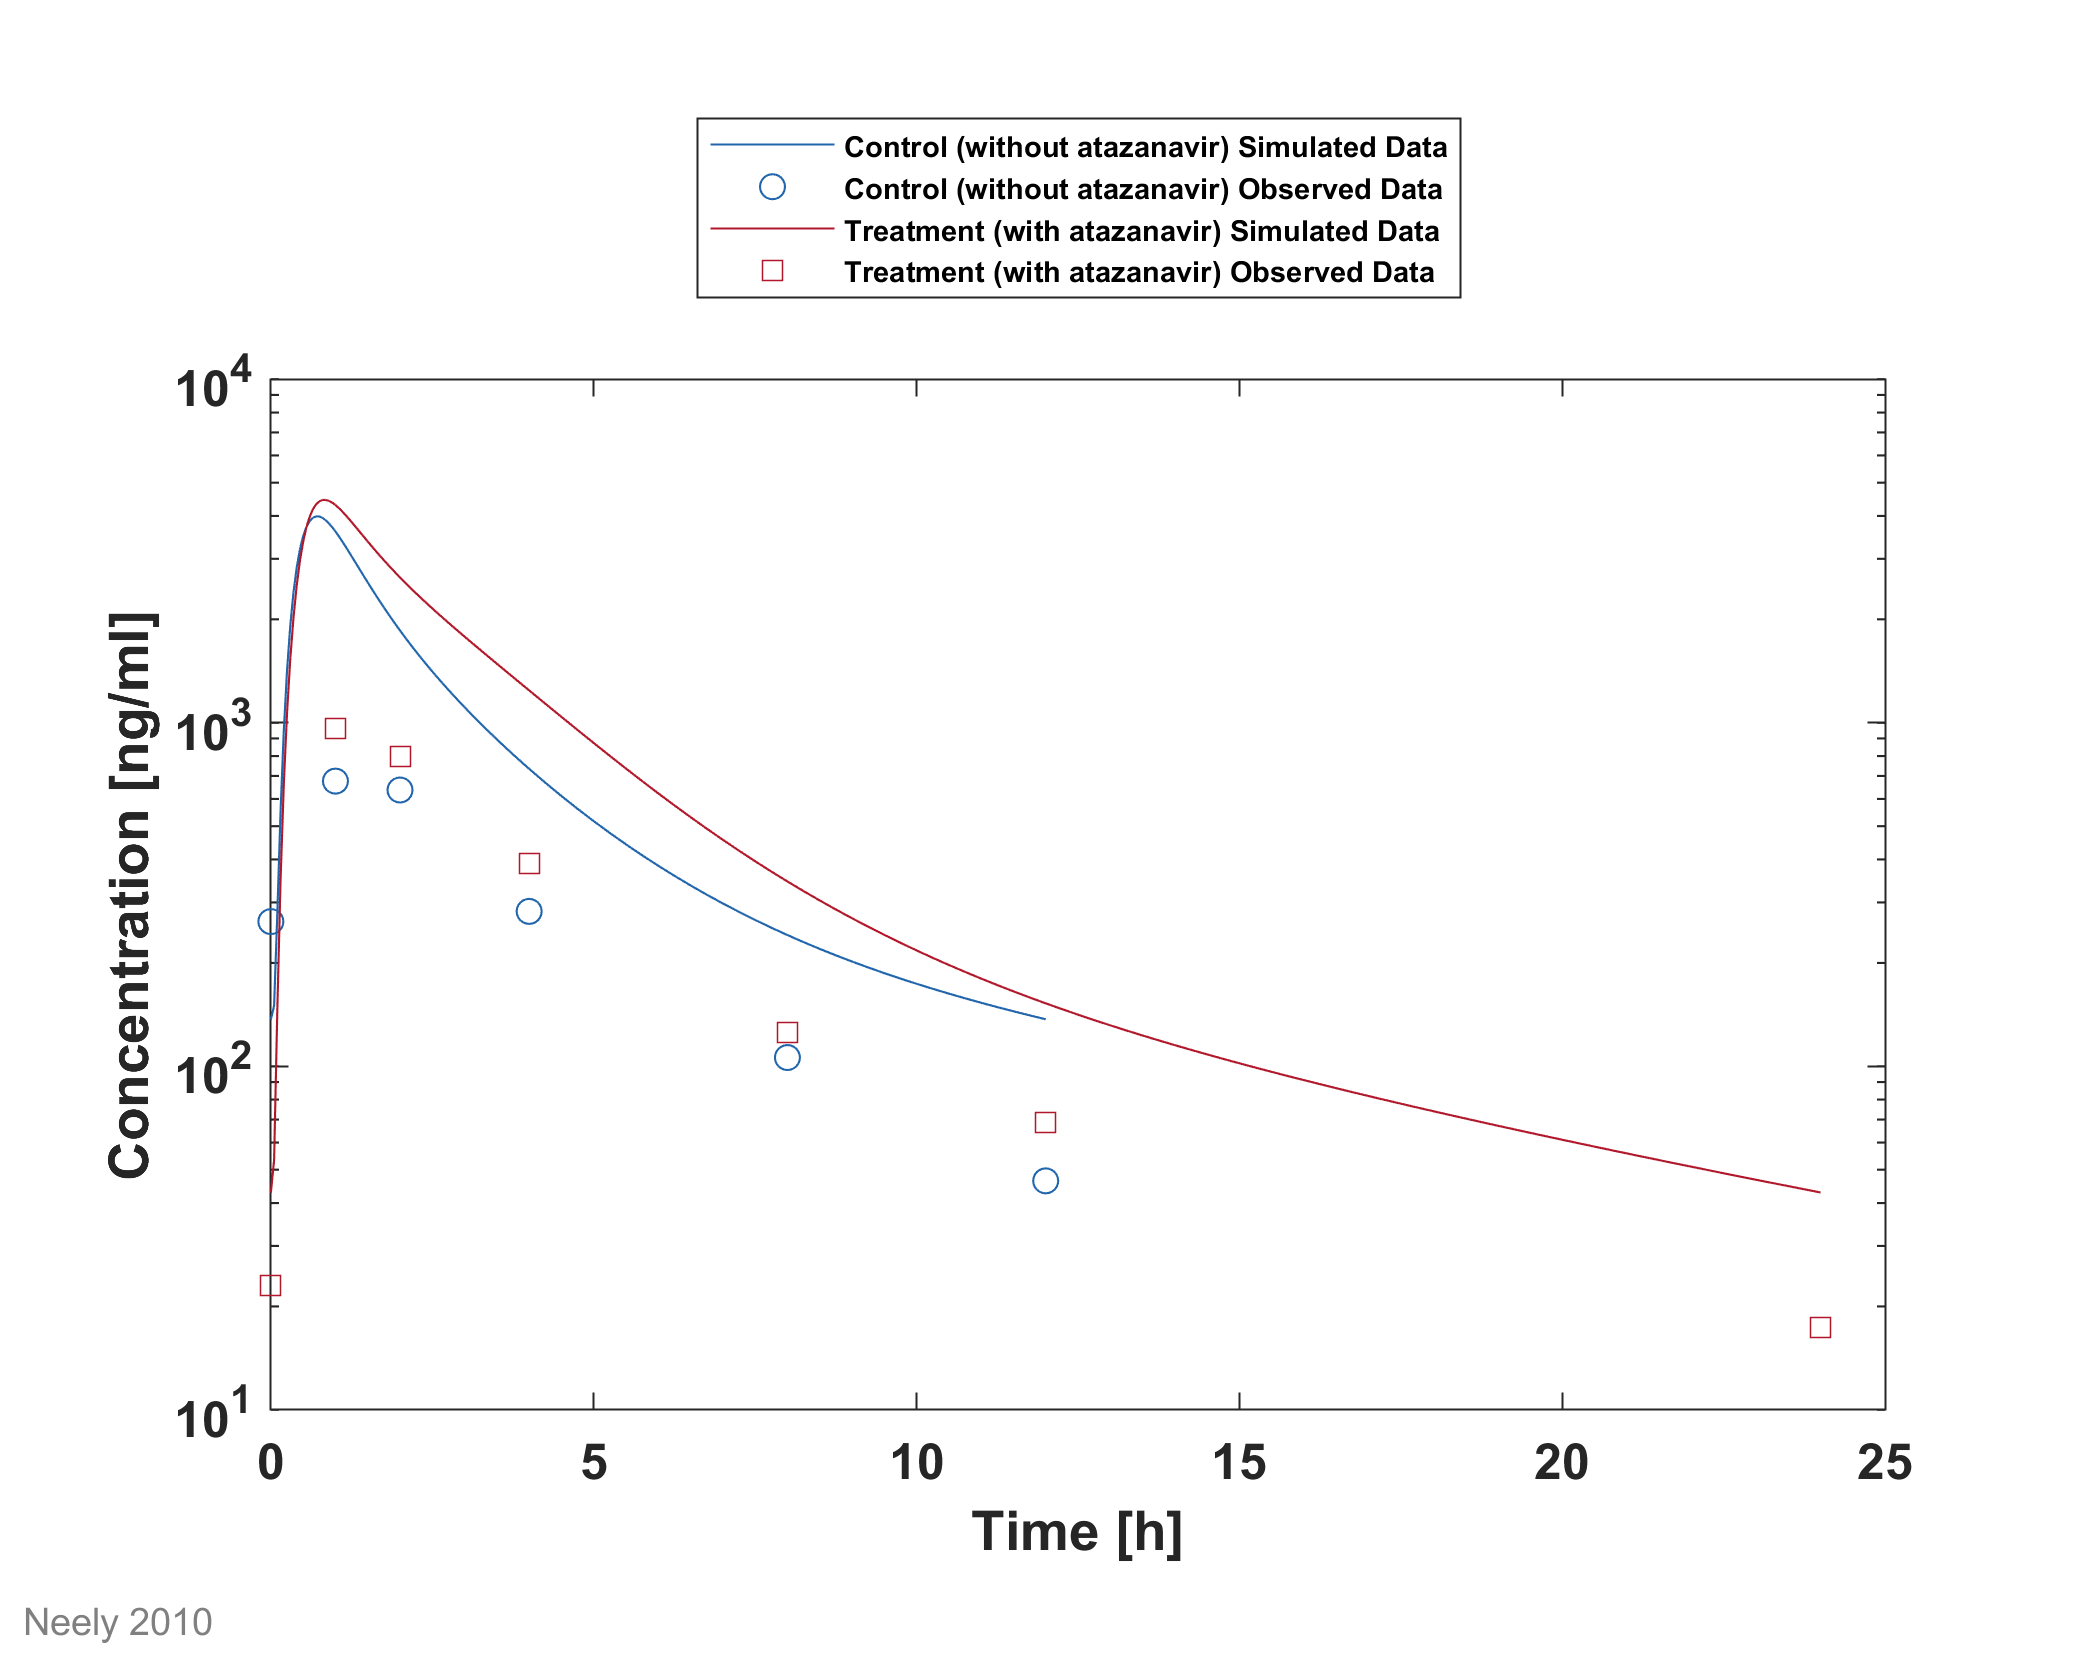 Control (without atazanavir) Simulated Data
Control (without atazanavir) Observed Data
Treatment (with atazanavir) Simulated Data
Treatment (with atazanavir) Observed Data
10^4
10^3
10^2
10^1
Concentration [ng/ml]
0 5 10 15 20 25
Time [h]
Neely 2010